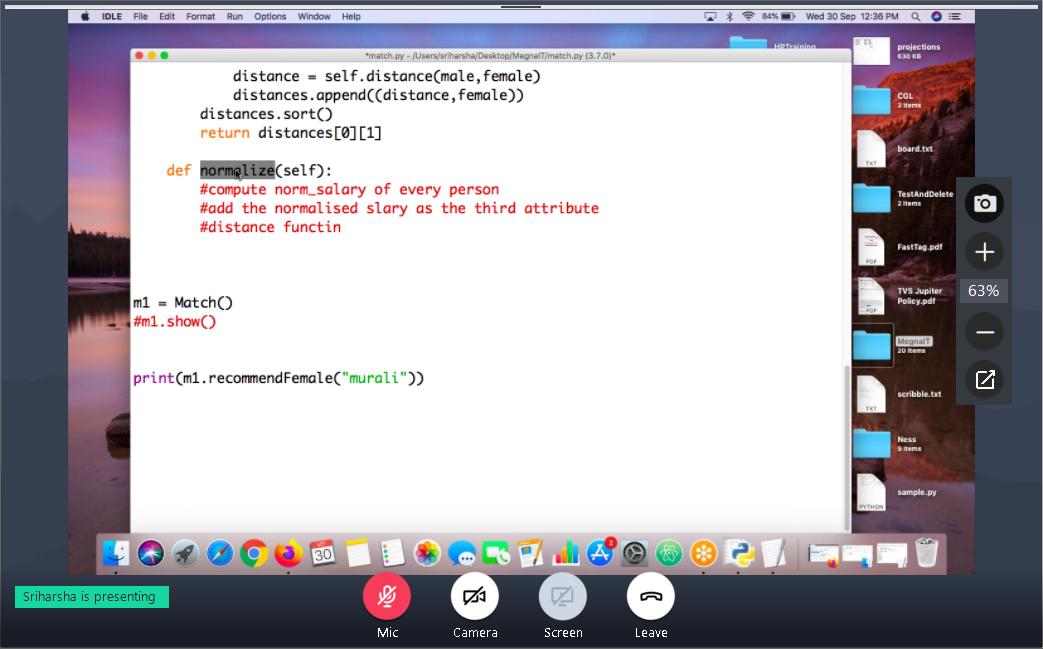 IDLE File Edit Format Run Options Window Help 84% Wed 30 Sep 12:36 PM
*match.py - /Users/sriharsha/Desktop/MegnaIT/match.py (3.7.0)*
distance = self.distance(male,female)
distances.append((distance,female))
distances.sort()
return distances[0][1]
def normalize(self):
#compute norm_salary of every person
#add the normalised slary as the third attribute
#distance functin
m1 = Match()
#m1.show()
print(m1.recommendFemale("murali"))
HPTraining
projections
630 KB
CGL
3 items
board.txt
TXT
TestAndDelete
2 items
FastTag.pdf
PDF
TVS Jupiter
Policy.pdf
PDF
MegnaIT
20 items
scribble.txt
TXT
Ness
9 items
sample.py
PYTHON
63%
SEP
30
2
Sriharsha is presenting
Mic
Camera
Screen
Leave